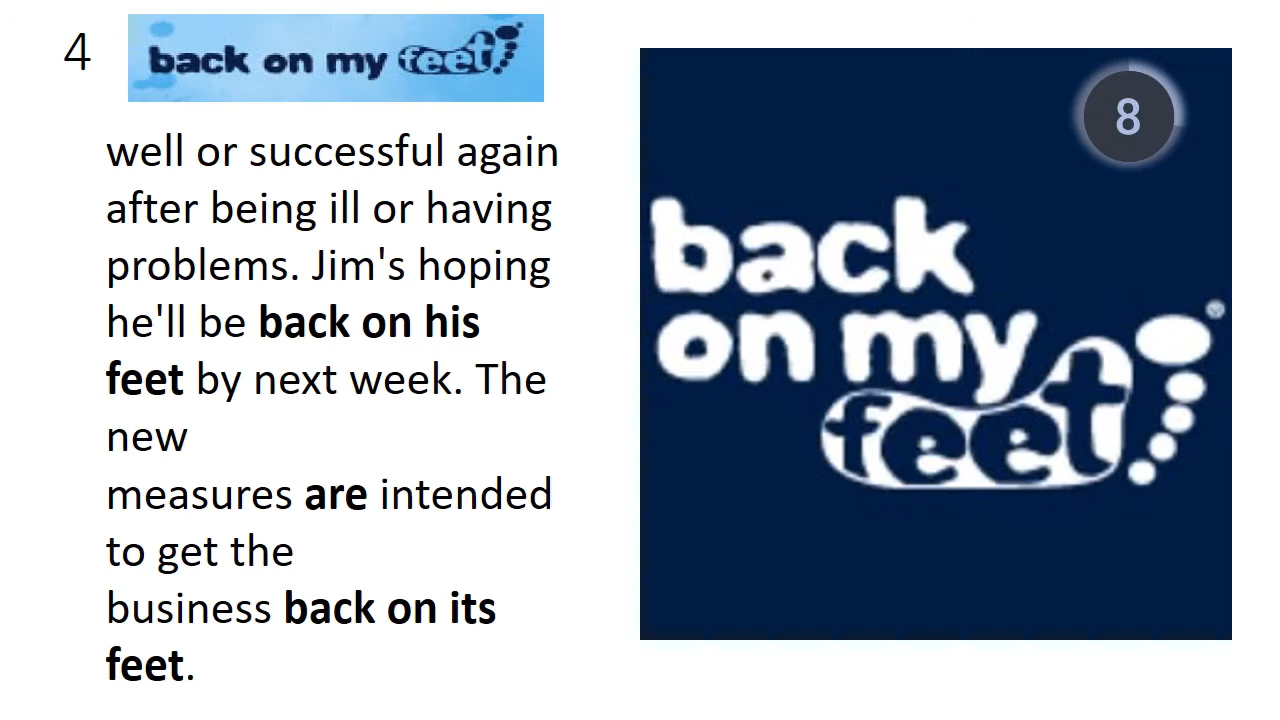 4
back on my feet
well or successful again
after being ill or having
problems. Jim's hoping
he'll be back on his
feet by next week. The
new
measures are intended
to get the
business back on its
feet.
8
back
on my
feet